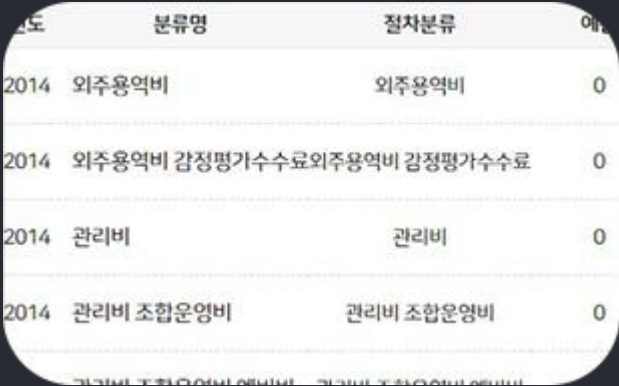 분류명 절차분류
2014 외주용역비 외주용역비 0
2014 외주용역비 감정평가수수료외주용역비 감정평가수수료 0
2014 관리비 관리비 0
2014 관리비 조합운영비 관리비 조합운영비 0